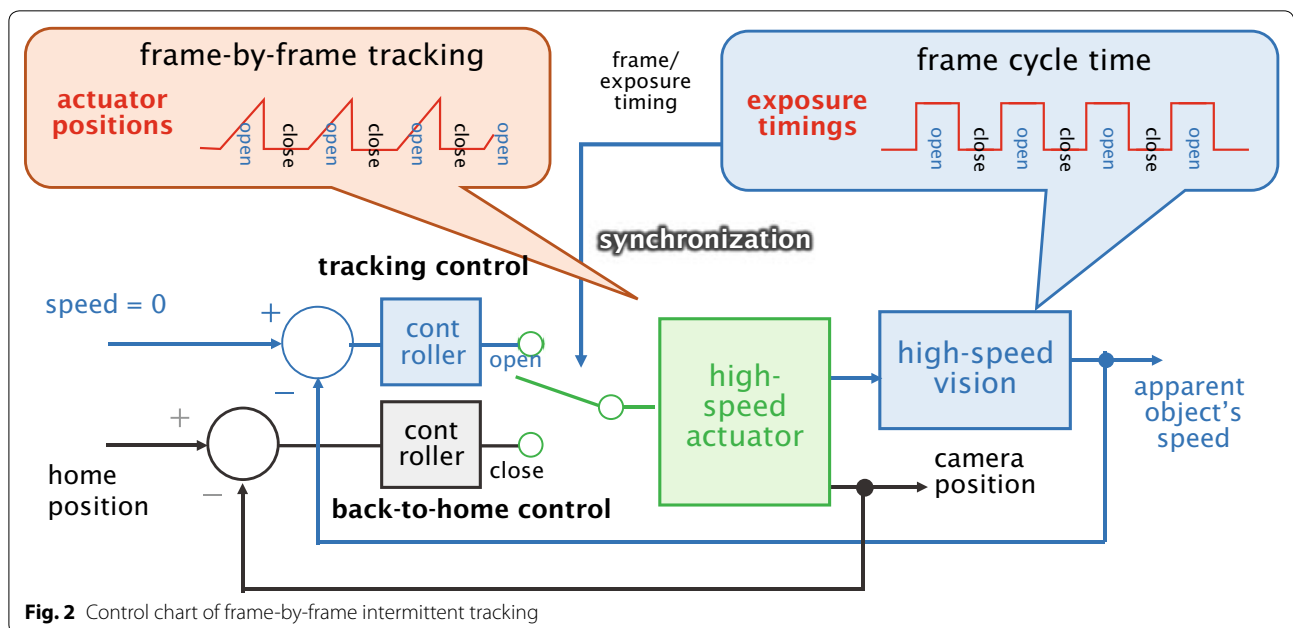 frame-by-frame tracking
actuator
positions
open
close
open
close
open
close
open
frame/
exposure
timing
frame cycle time
exposure
timings
open
close
open
close
open
close
open
synchronization
tracking control
speed = 0
+
−
cont
roller
open
high-
speed
actuator
high-speed
vision
apparent
object's
speed
+
−
home
position
cont
roller
close
back-to-home control
camera
position
Fig. 2 Control chart of frame-by-frame intermittent tracking